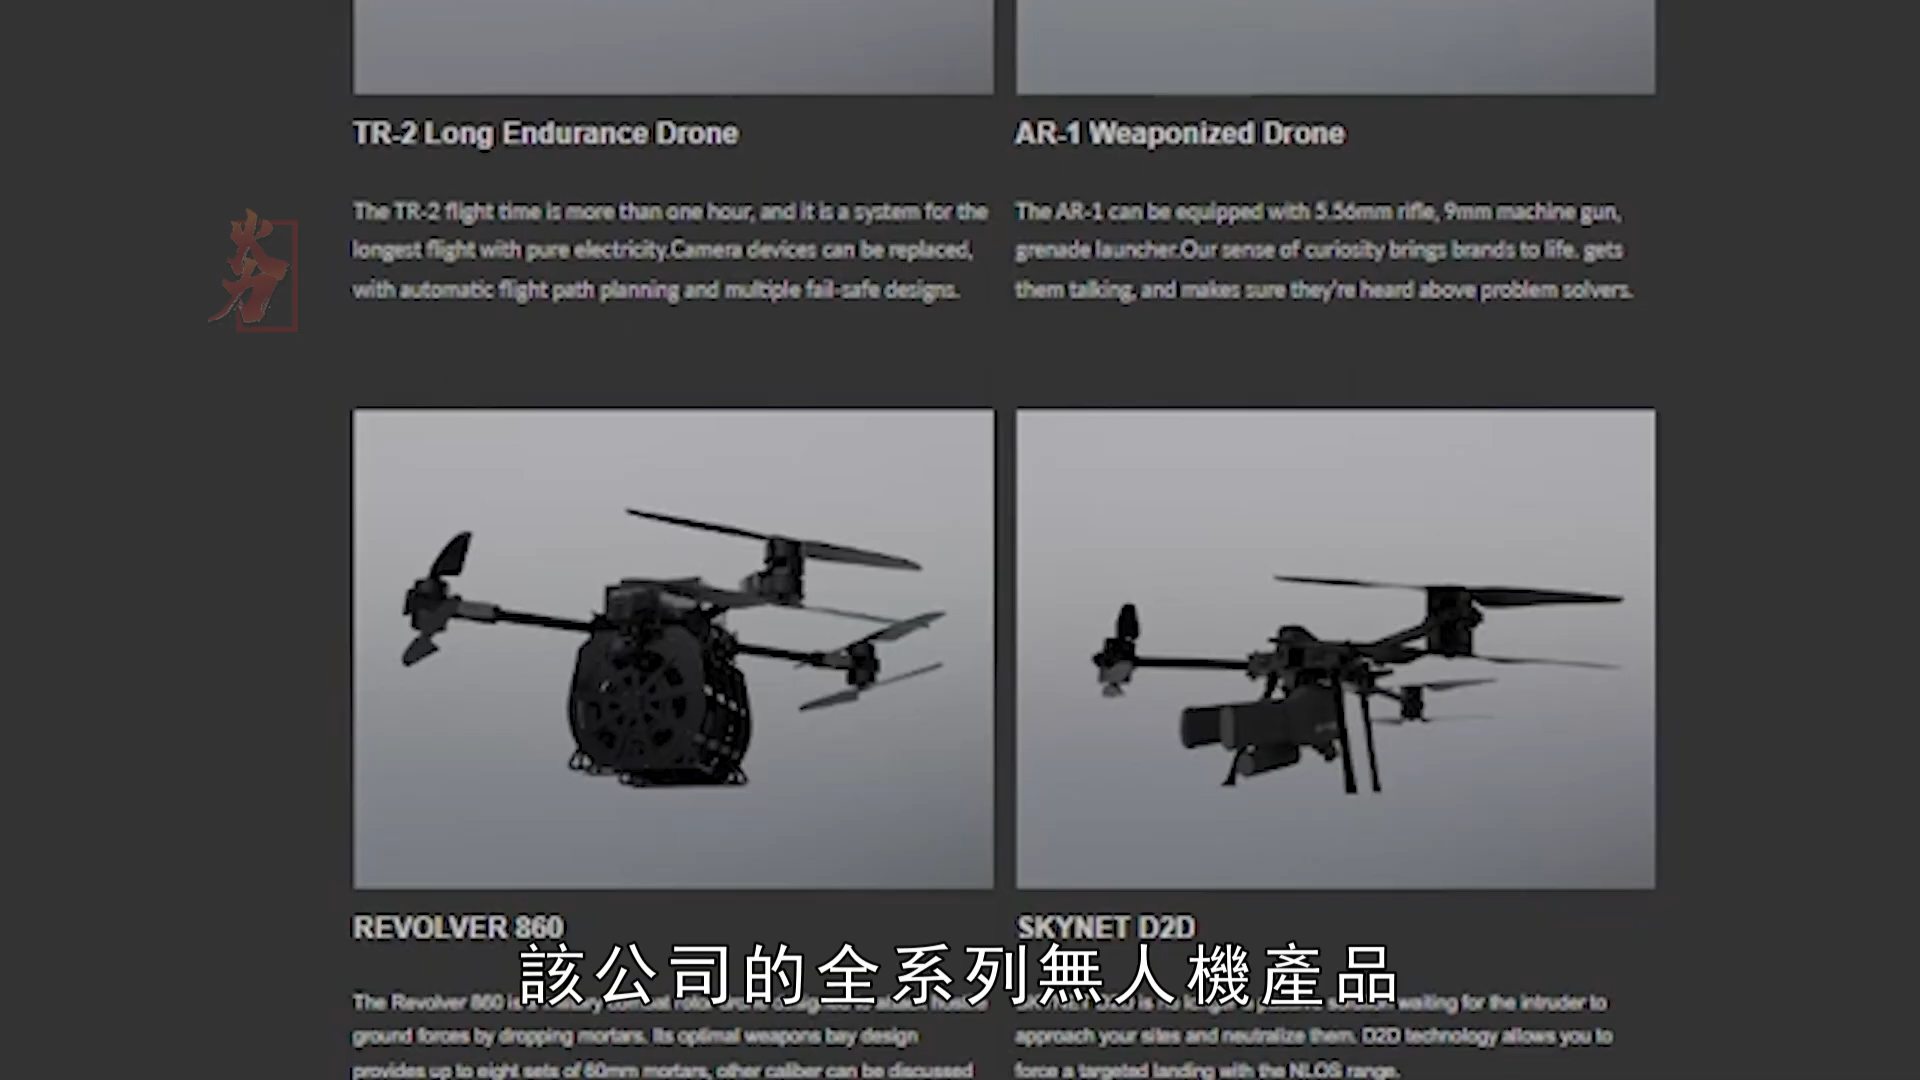 TR-2 Long Endurance Drone
The TR-2 flight time is more than one hour, and it is a system for the
longest flight with pure electricity.Camera devices can be replaced,
with automatic flight path planning and multiple fail-safe designs.
AR-1 Weaponized Drone
The AR-1 can be equipped with 5.56mm rifle, 9mm machine gun,
grenade launcher.Our sense of curiosity brings brands to life. gets
them talking, and makes sure they're heard above problem solvers.
REVOLVER 860
The Revolver 860 is
ground forces by dropping mortars. Its optimal weapons bay design
provides up to eight sets of 60mm mortars, other caliber can be discussed
SKYNET D2D
waiting for the intruder to
approach your sites and neutralize them. D2D technology allows you to
force a targeted landing with the NLOS range.
該公司的全系列無人機產品